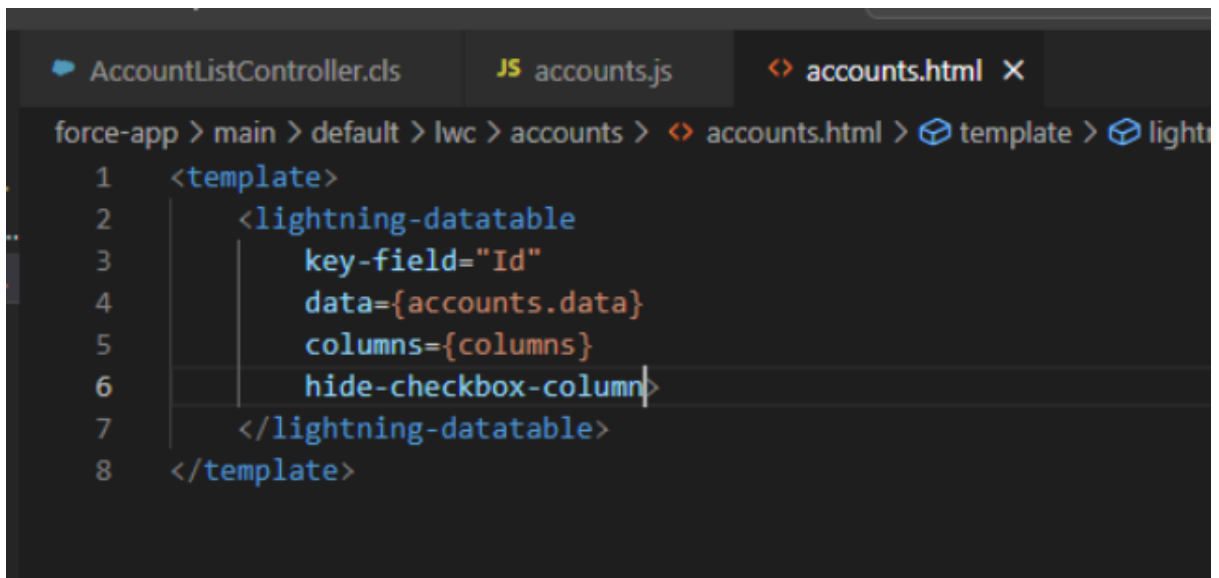 AccountListController.cls JS accounts.js <> accounts.html ×
force-app > main > default > lwc > accounts > <> accounts.html > template >
1 <template>
2 <lightning-datatable
3 key-field="Id"
4 data={accounts.data}
5 columns={columns}
6 hide-checkbox-column>
7 </lightning-datatable>
8 </template>